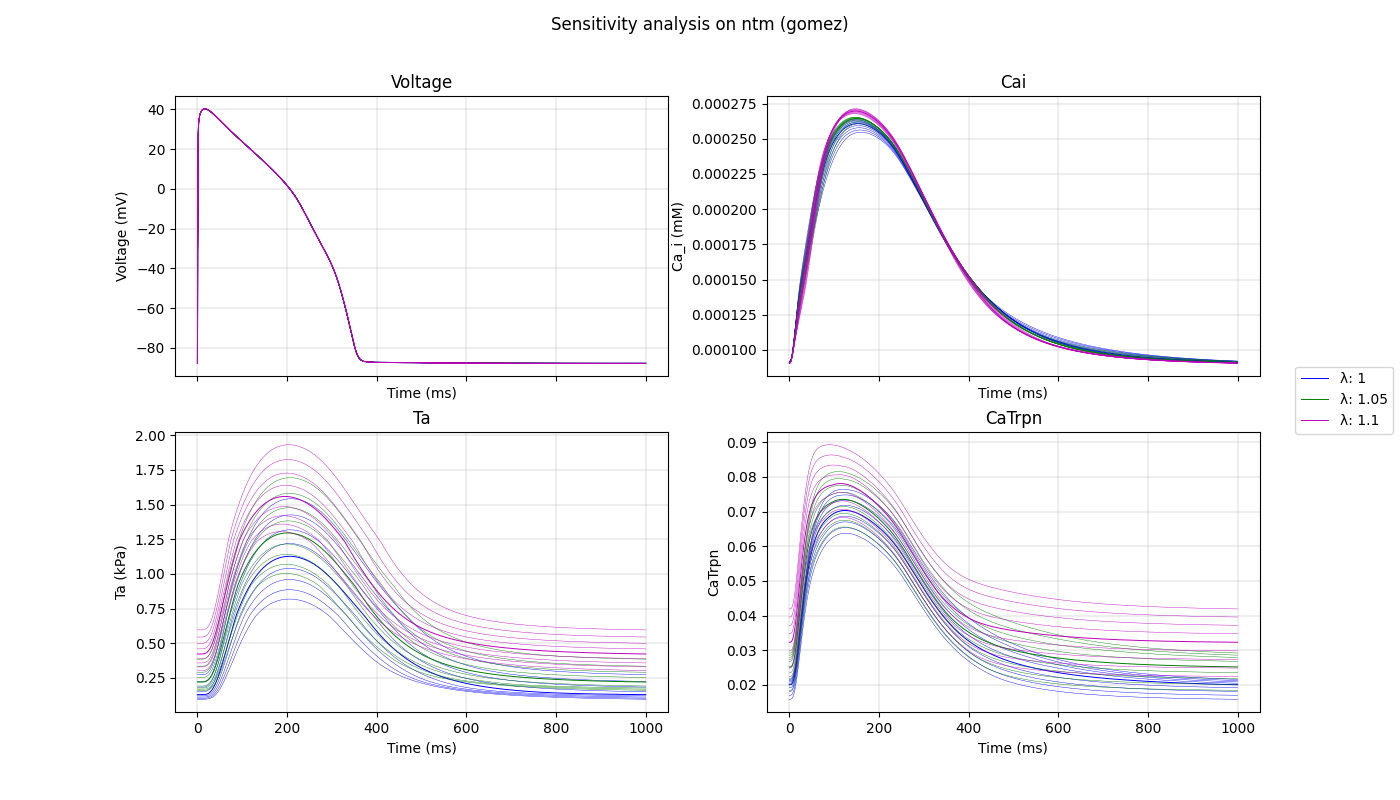 Sensitivity analysis on ntm (gomez)
Voltage
Voltage (mV)
40
20
0
−20
−40
−60
−80
Time (ms)
Cai
Ca_i (mM)
0.000275
0.000250
0.000225
0.000200
0.000175
0.000150
0.000125
0.000100
Time (ms)
λ: 1
λ: 1.05
λ: 1.1
Ta
Ta (kPa)
2.00
1.75
1.50
1.25
1.00
0.75
0.50
0.25
0 200 400 600 800 1000
Time (ms)
CaTrpn
CaTrpn
0.09
0.08
0.07
0.06
0.05
0.04
0.03
0.02
0 200 400 600 800 1000
Time (ms)